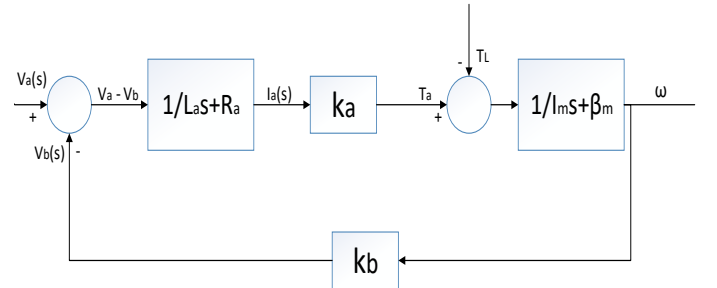 Va(s)
+
Vb(s) -
Va - Vb
1/Las+Ra
Ia(s)
ka
Ta
+
-
TL
1/Ims+βm
ω
kb